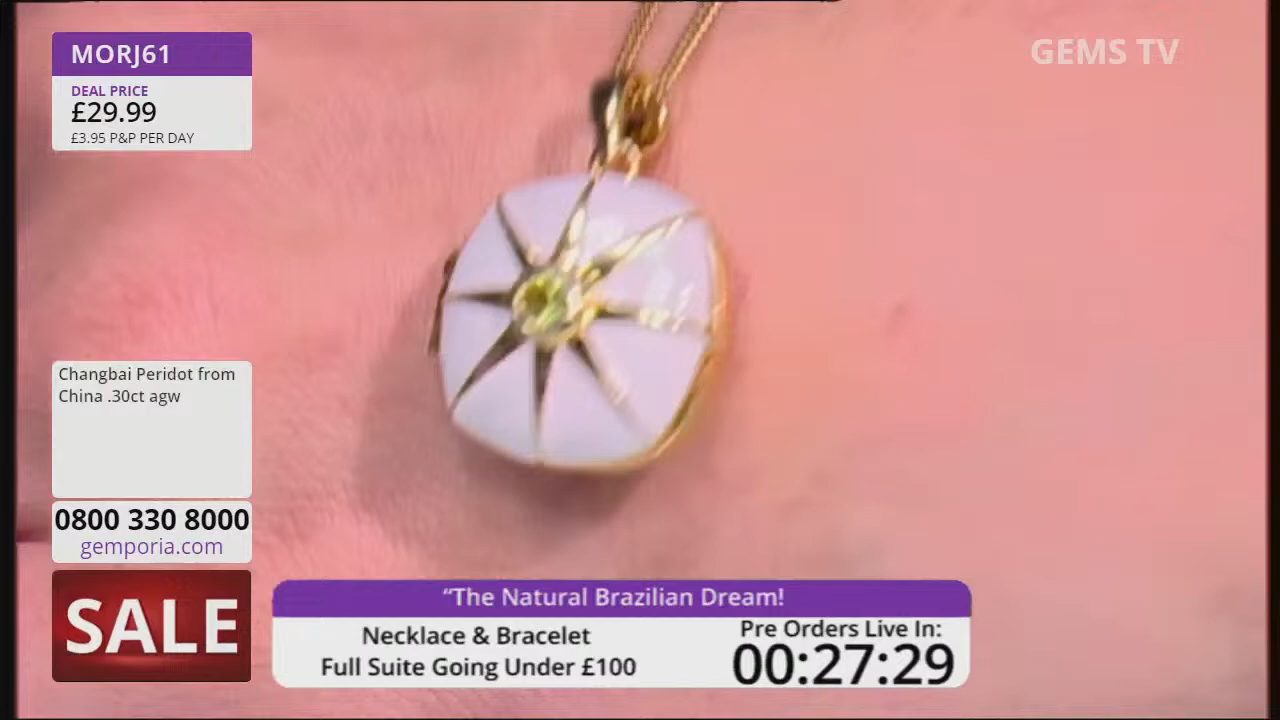 MORJ61
DEAL PRICE
£29.99
£3.95 P&P PER DAY
GEMS TV
Changbai Peridot from
China .30ct agw
0800 330 8000
gemporia.com
SALE
“The Natural Brazilian Dream!
Necklace & Bracelet
Full Suite Going Under £100
Pre Orders Live In:
00:27:29